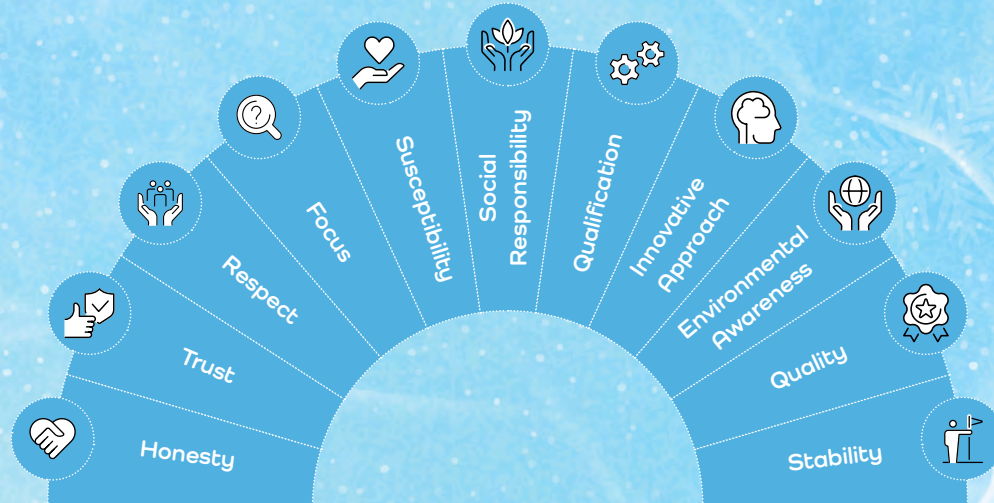 Honesty
Trust
Respect
Focus
Susceptibility
Social
Responsibility
Qualification
Innovative
Approach
Environmental
Awareness
Quality
Stability